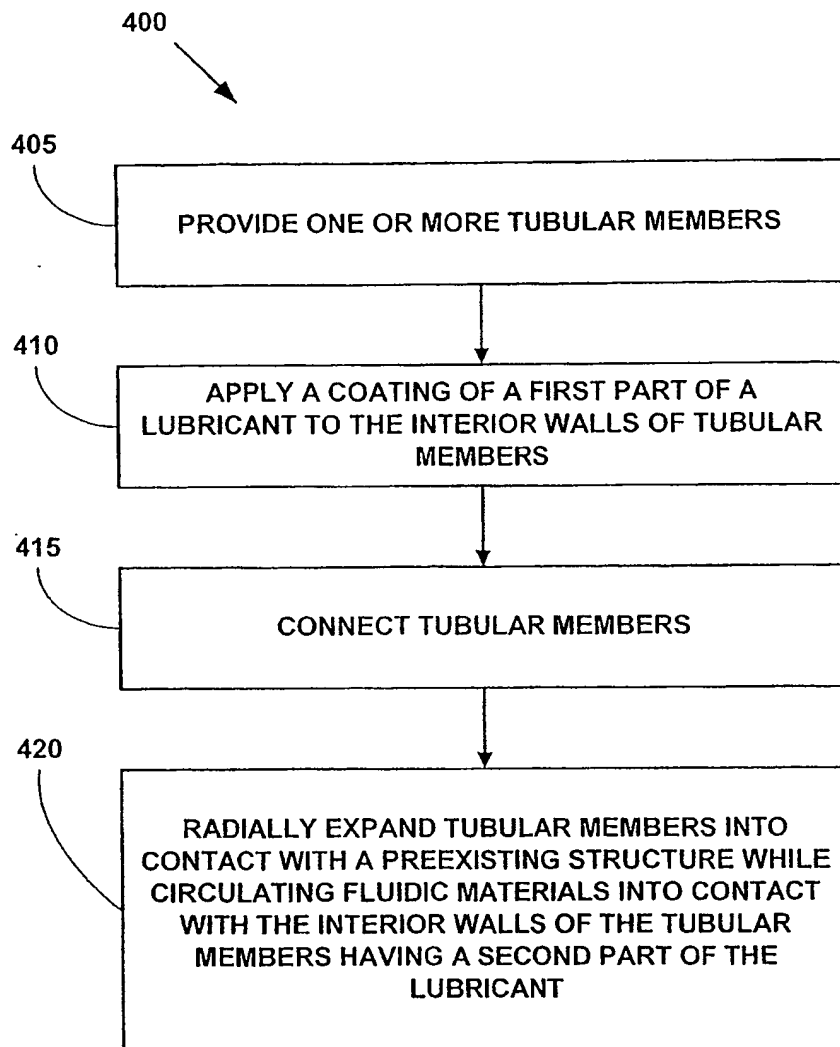 400
405
PROVIDE ONE OR MORE TUBULAR MEMBERS
410
APPLY A COATING OF A FIRST PART OF A
LUBRICANT TO THE INTERIOR WALLS OF TUBULAR
MEMBERS
415
CONNECT TUBULAR MEMBERS
420
RADIALLY EXPAND TUBULAR MEMBERS INTO
CONTACT WITH A PREEXISTING STRUCTURE WHILE
CIRCULATING FLUIDIC MATERIALS INTO CONTACT
WITH THE INTERIOR WALLS OF THE TUBULAR
MEMBERS HAVING A SECOND PART OF THE
LUBRICANT